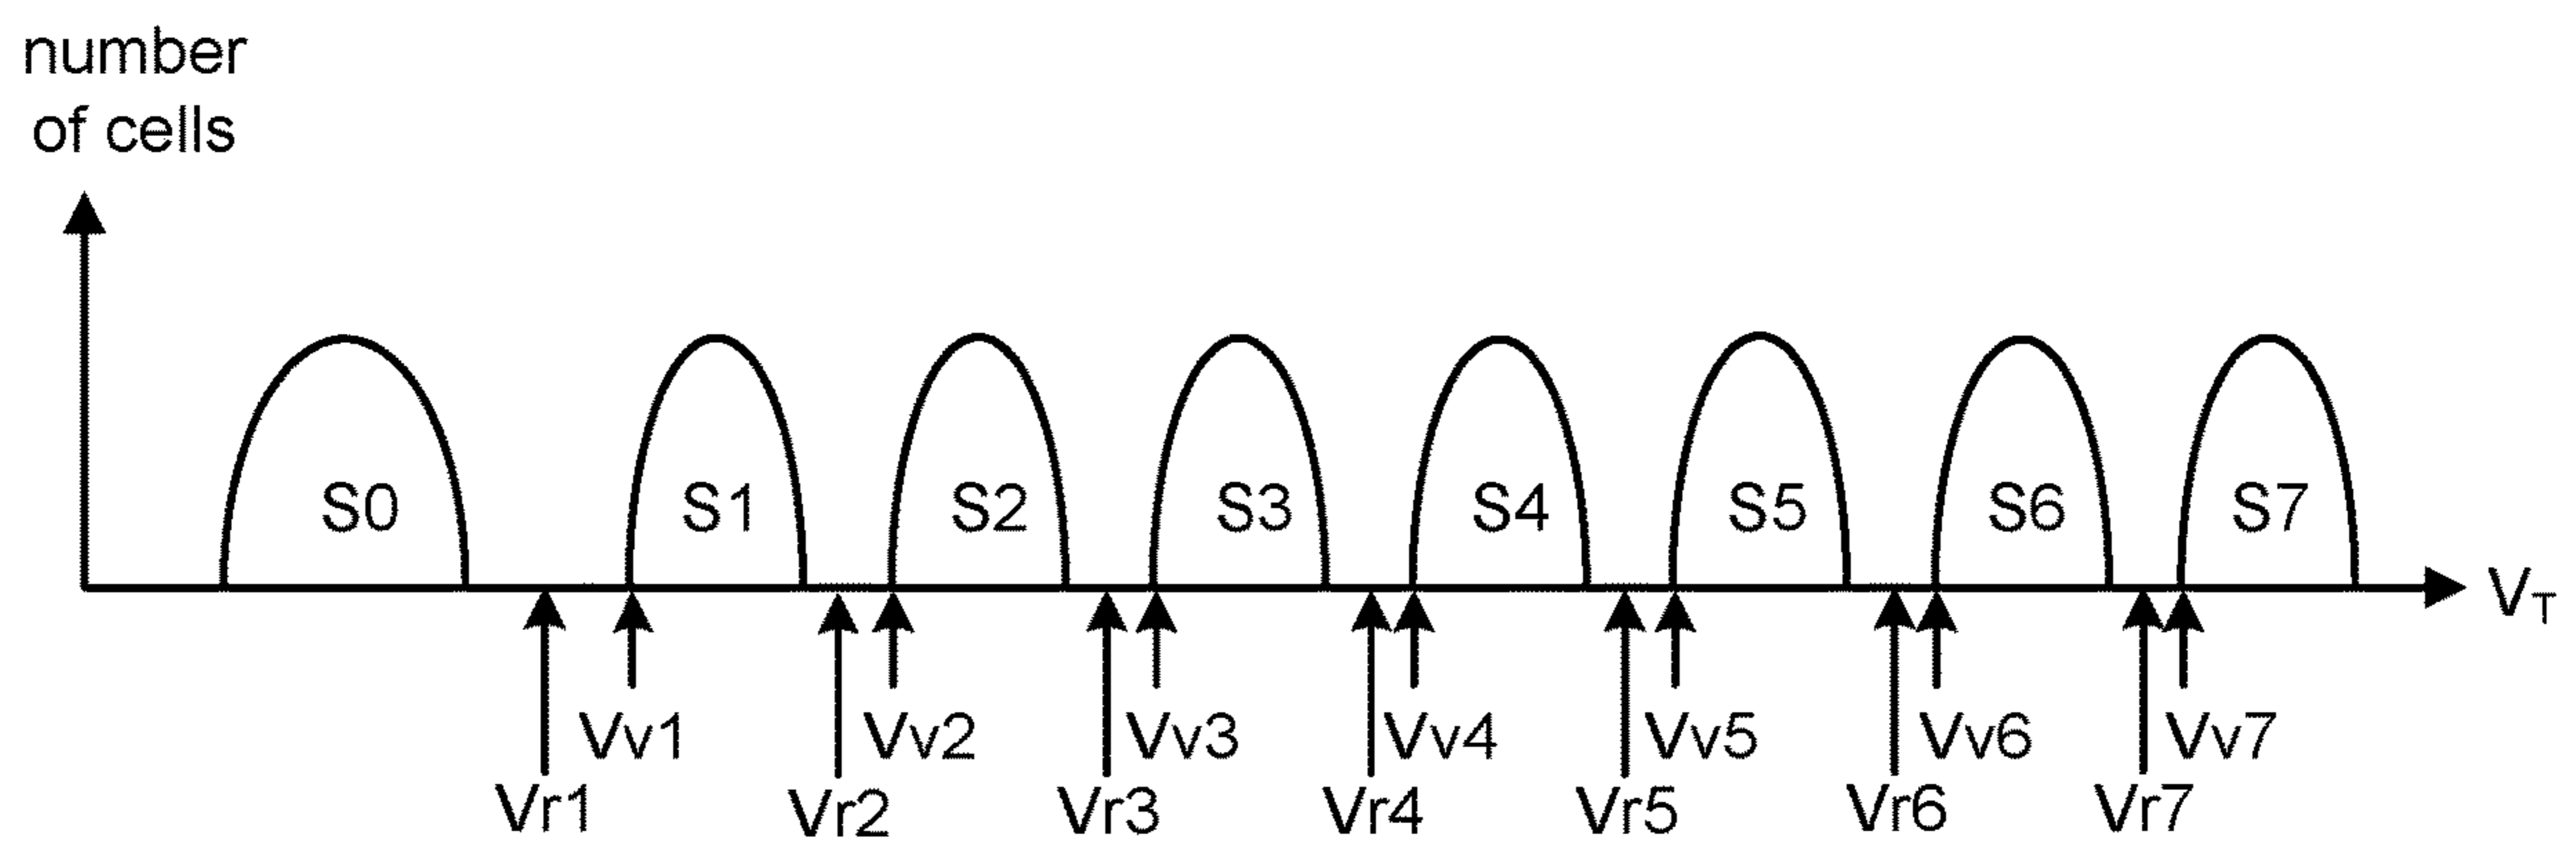 number
of cells
S0 S1 S2 S3 S4 S5 S6 S7
VT
Vv1 Vv2 Vv3 Vv4 Vv5 Vv6 Vv7
Vr1 Vr2 Vr3 Vr4 Vr5 Vr6 Vr7